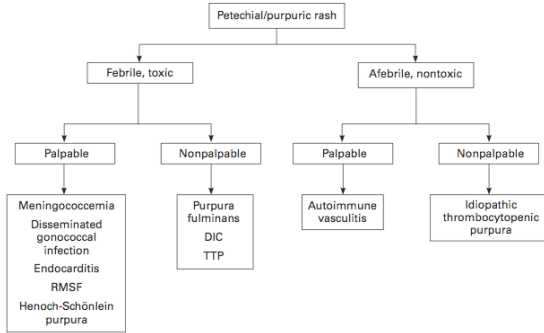 Petechial/purpuric rash
Febrile, toxic
Afebrile, nontoxic
Palpable
Nonpalpable
Palpable
Nonpalpable
Meningococcemia
Disseminated
gonococcal
infection
Endocarditis
RMSF
Henoch-Schönlein
purpura
Purpura
fulminans
DIC
TTP
Autoimmune
vasculitis
Idiopathic
thrombocytopenic
purpura